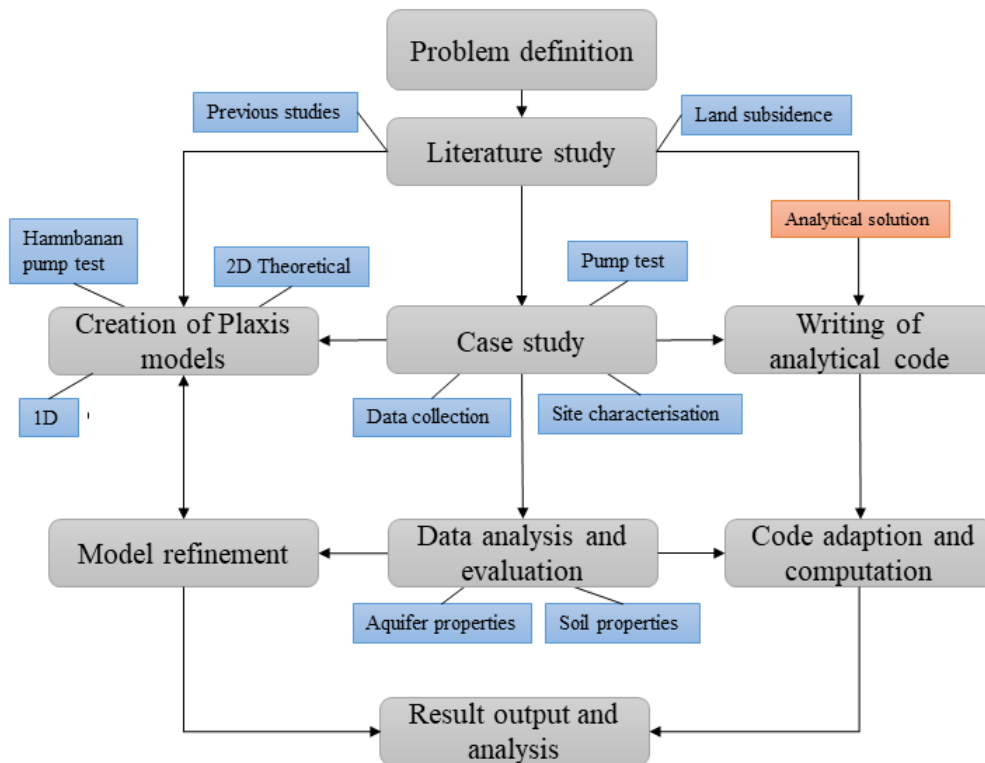 Problem definition
Previous studies
Land subsidence
Literature study
Analytical solution
Hamnbanan
pump test
2D Theoretical
Pump test
Creation of Plaxis
models
Case study
Writing of
analytical code
1D
Data collection
Site characterisation
Model refinement
Data analysis and
evaluation
Code adaption and
computation
Aquifer properties
Soil properties
Result output and
analysis